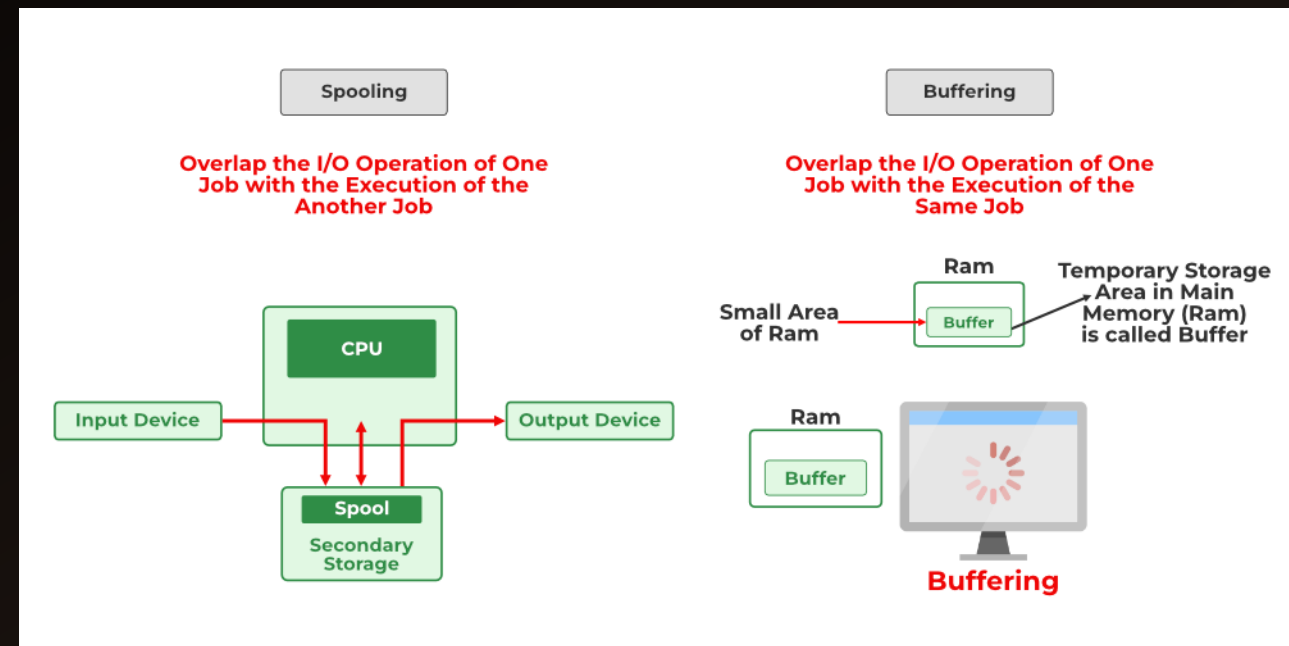 Spooling
Overlap the I/O Operation of One
Job with the Execution of the
Another Job
CPU
Input Device
Output Device
Spool
Secondary
Storage
Buffering
Overlap the I/O Operation of One
Job with the Execution of the
Same Job
Ram
Small Area
of Ram
Buffer
Temporary Storage
Area in Main
Memory (Ram)
is called Buffer
Ram
Buffer
Buffering